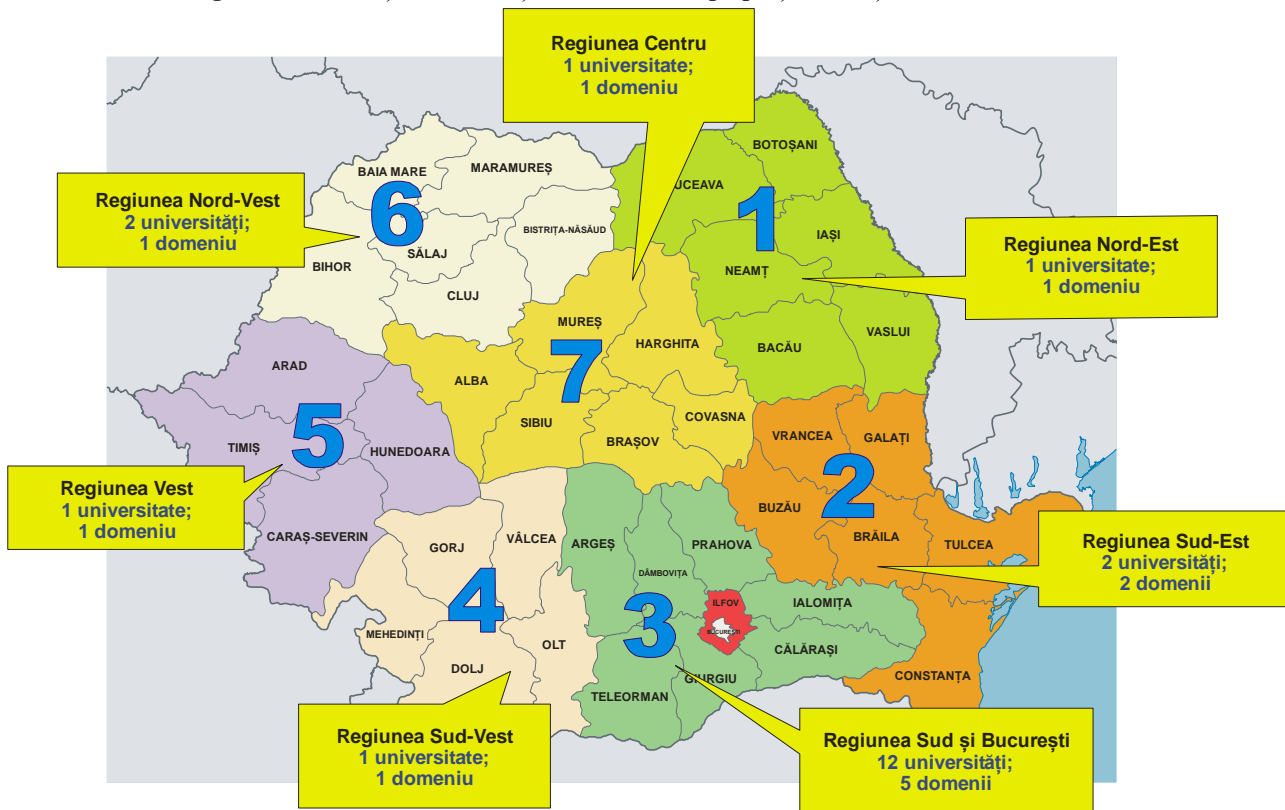 Regiunea Centru
1 universitate;
1 domeniu
BOTOȘANI
MARAMUREȘ
BAIA MARE
UCEAVA
Regiunea Nord-Vest
2 universități;
1 domeniu
6
1
BISTRIȚA-NĂSĂUD
IAȘI
SĂLAJ
BIHOR
NEAMȚ
Regiunea Nord-Est
1 universitate;
1 domeniu
CLUJ
MUREȘ
VASLUI
HARGHITA
BACĂU
ARAD
7
ALBA
COVASNA
SIBIU
BRAȘOV
VRANCEA
GALAȚI
TIMIȘ
5
HUNEDOARA
2
Regiunea Vest
1 universitate;
1 domeniu
BUZĂU
BRĂILA
TULCEA
CARAȘ-SEVERIN
GORJ
VÂLCEA
ARGEȘ
PRAHOVA
DÂMBOVIȚA
Regiunea Sud-Est
2 universități;
2 domenii
4
3
ILFOV
BUCUREȘTI
IALOMIȚA
MEHEDINȚI
OLT
CĂLĂRAȘI
DOLJ
CONSTANȚA
GIURGIU
TELEORMAN
Regiunea Sud-Vest
1 universitate;
1 domeniu
Regiunea Sud și București
12 universități;
5 domenii